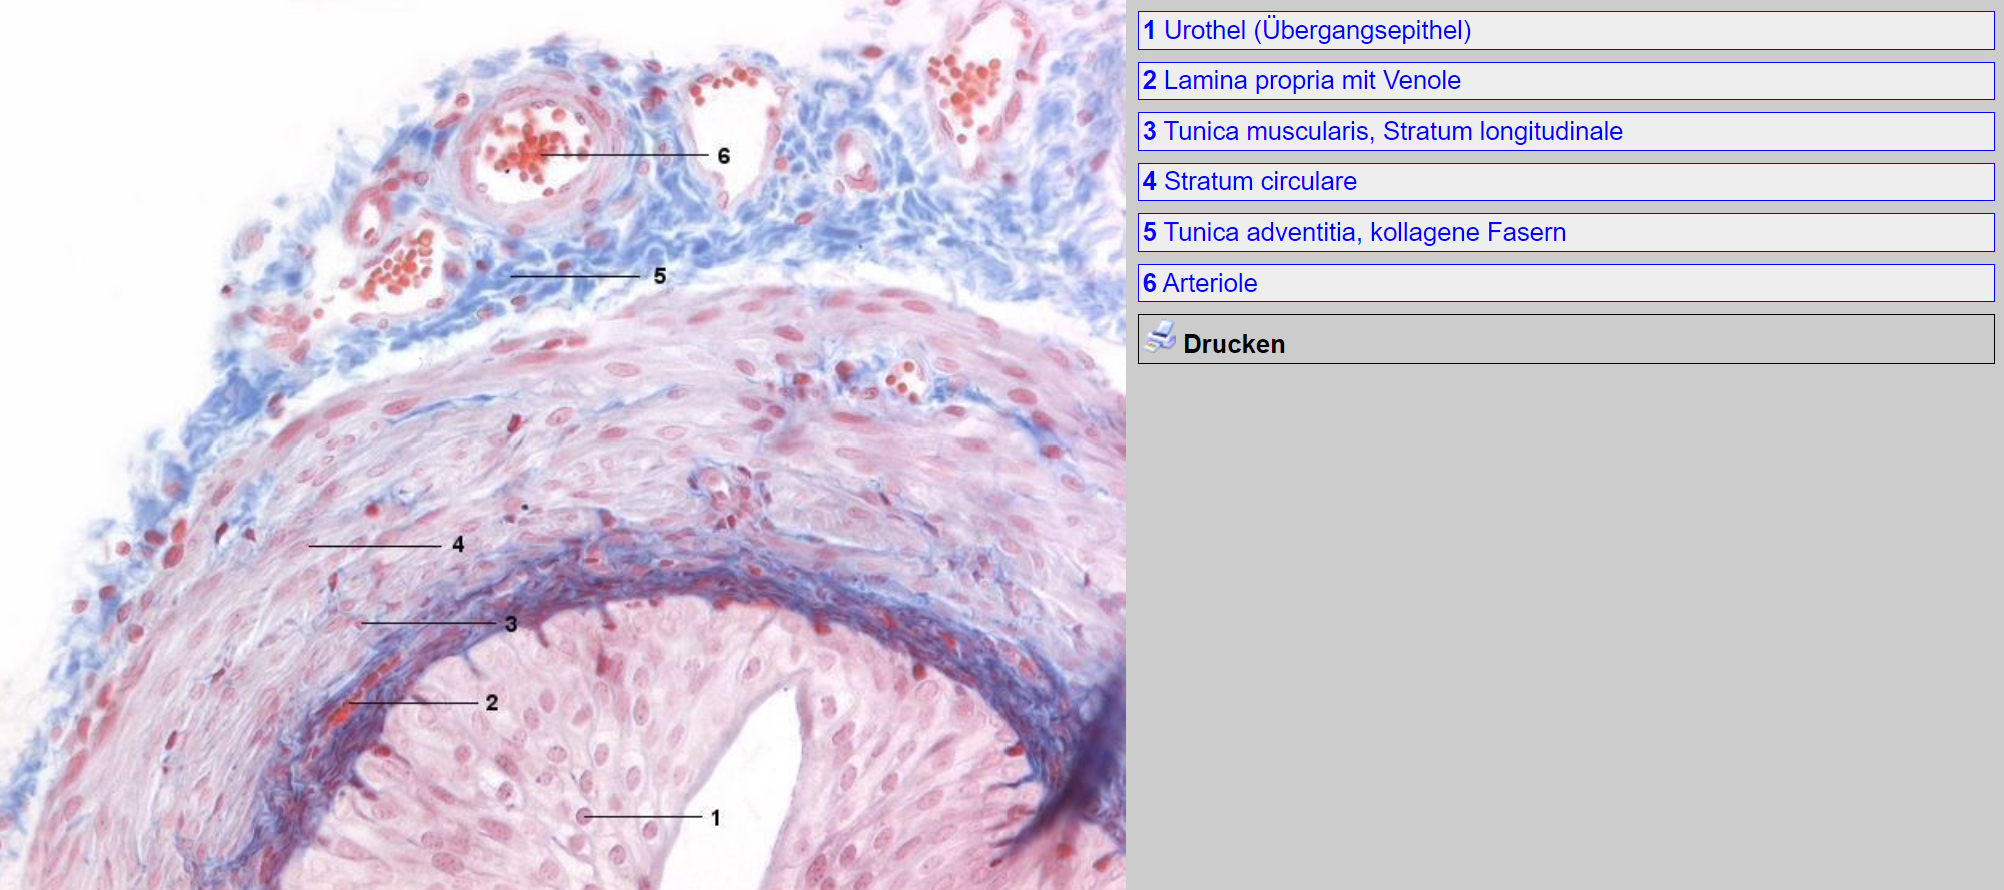 6
5
4
3
2
1
1 Urothel (Übergangsepithel)
2 Lamina propria mit Venole
3 Tunica muscularis, Stratum longitudinale
4 Stratum circulare
5 Tunica adventitia, kollagene Fasern
6 Arteriole
Drucken